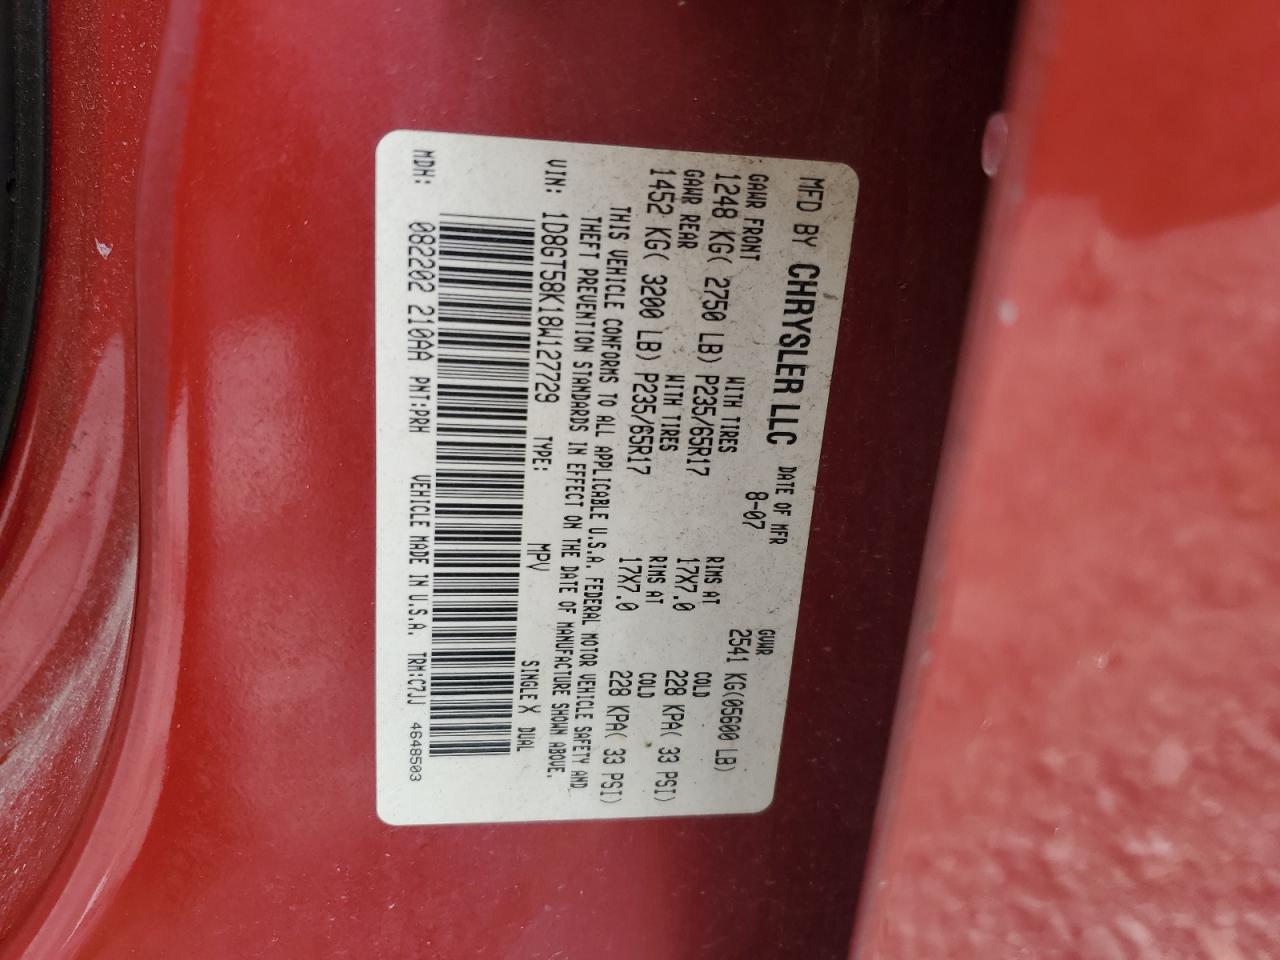 MFD BY CHRYSLER LLC DATE OF MFR GVWR
8-07 2541 KG(05600 LB)
GAWR FRONT WITH TIRES RIMS AT COLD
1248 KG( 2750 LB) P235/65R17 17X7.0 228 KPA( 33 PSI)
GAWR REAR WITH TIRES RIMS AT COLD
1452 KG( 3200 LB) P235/65R17 17X7.0 228 KPA( 33 PSI)
THIS VEHICLE CONFORMS TO ALL APPLICABLE U.S.A. FEDERAL MOTOR VEHICLE SAFETY AND
THEFT PREVENTION STANDARDS IN EFFECT ON THE DATE OF MANUFACTURE SHOWN ABOVE.
VIN: 1D8GT58K18W127729 TYPE: MPV SINGLE X DUAL
MDH: 082202 210AA PNT:PRH VEHICLE MADE IN U.S.A. TRM:C7JJ 4648503